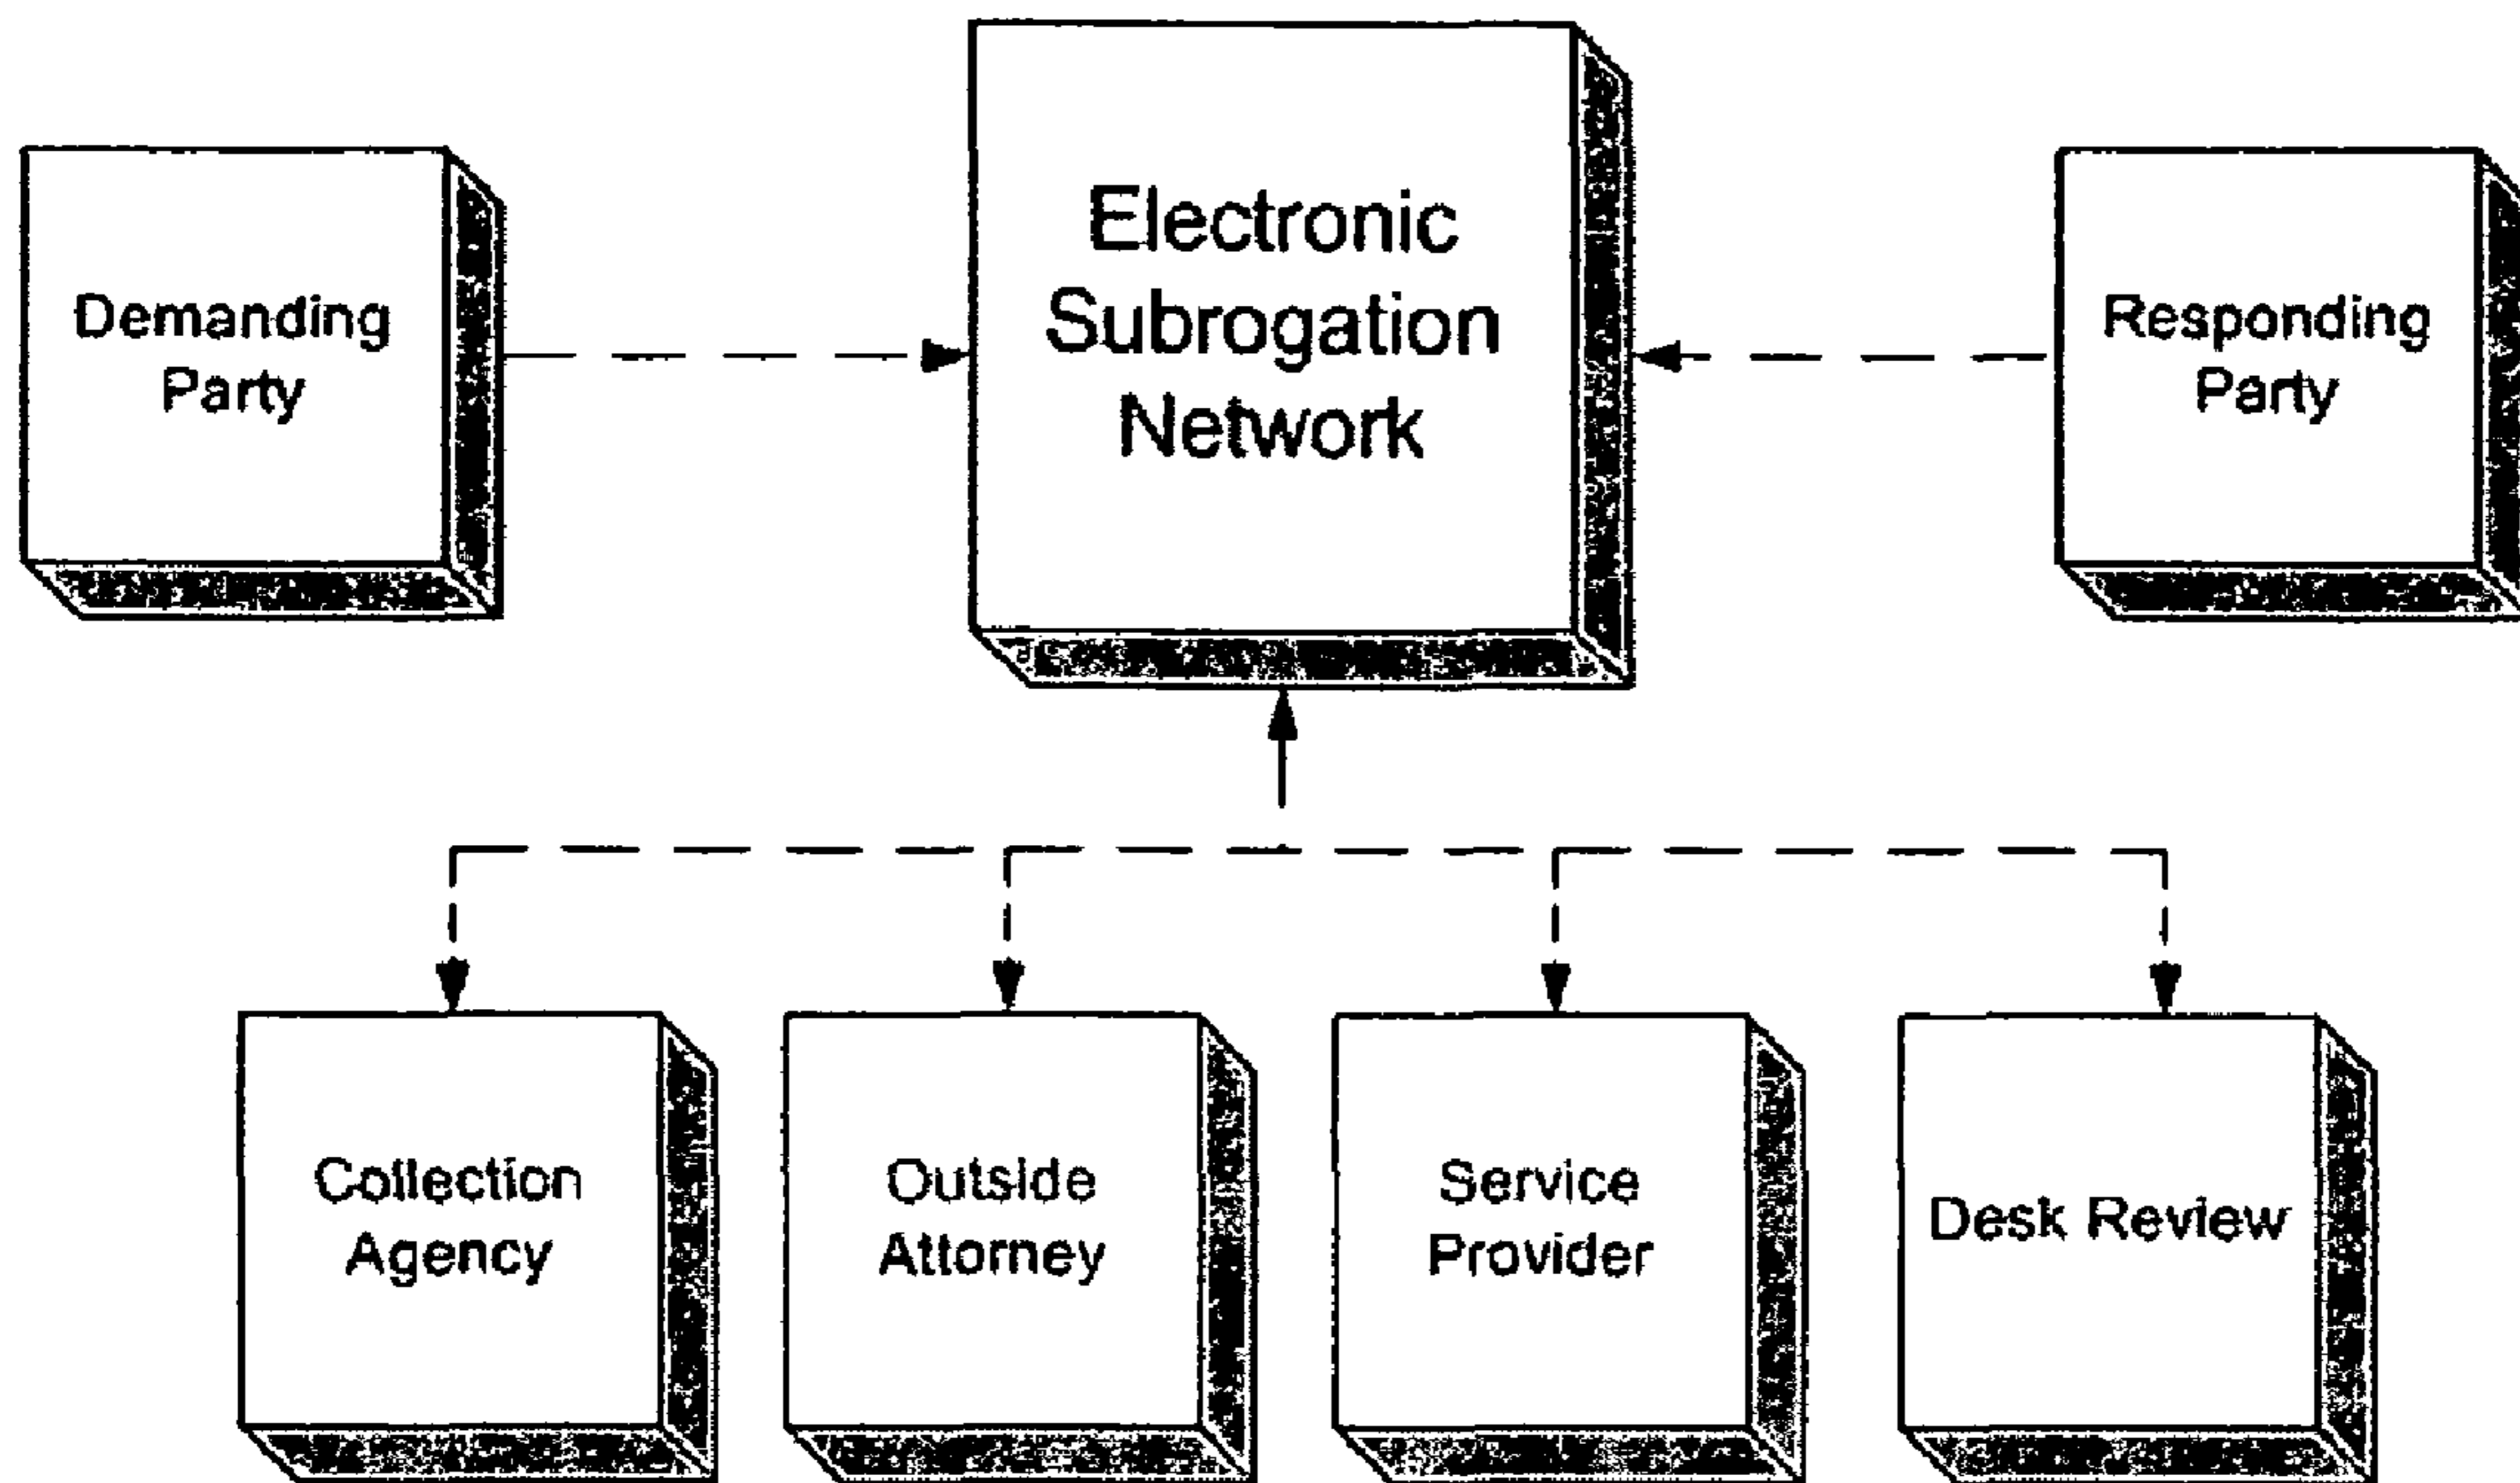 Electronic
Subrogation
Network
Demanding
Party
Responding
Party
Collection
Agency
Outside
Attorney
Service
Provider
Desk Review